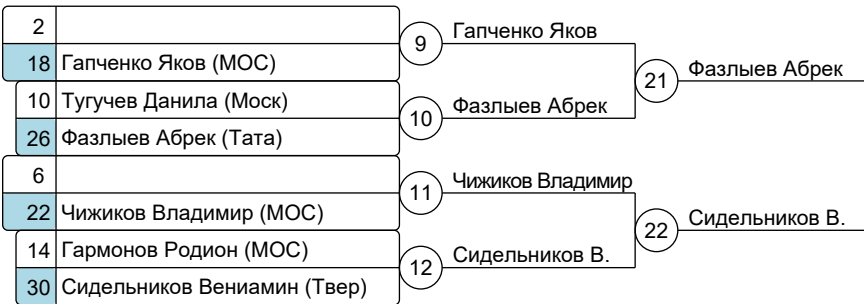 2
18 Гапченко Яков (МОС)
10 Тугучев Данила (Моск)
26 Фазлыев Абрек (Тата)
6
22 Чижиков Владимир (МОС)
14 Гармонов Родион (МОС)
30 Сидельников Вениамин (Твер)
9 Гапченко Яков
10 Фазлыев Абрек
11 Чижиков Владимир
12 Сидельников В.
21 Фазлыев Абрек
22 Сидельников В.